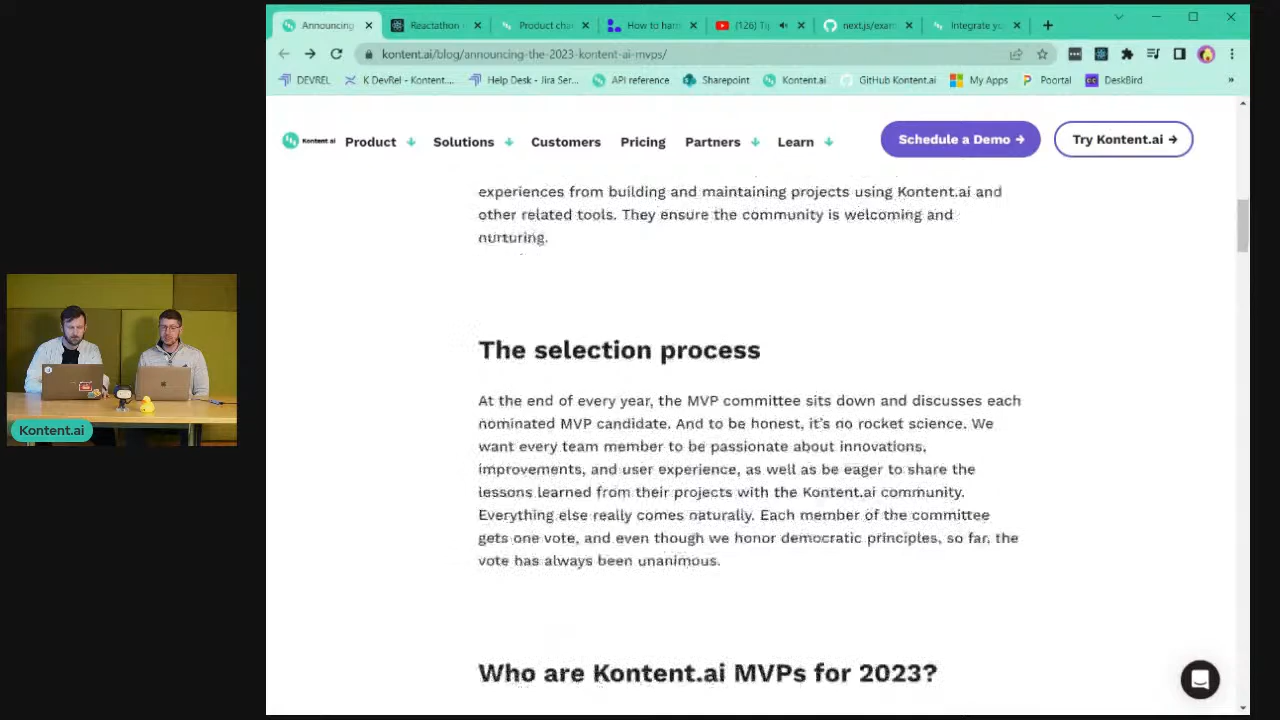 Announcing
Reactathon
Product cha
How to har
(126) Ti
next.js/exar
Integrate yo
kontent.ai/blog/announcing-the-2023-kontent-ai-mvps/
DEVREL
K DevRel - Kontent....
Help Desk - Jira Ser...
API reference
Sharepoint
Kontent.ai
GitHub Kontent.ai
My Apps
Poortal
DeskBird
Kontent.ai
Product
Solutions
Customers
Pricing
Partners
Learn
Schedule a Demo →
Try Kontent.ai →
experiences from building and maintaining projects using Kontent.ai and
other related tools. They ensure the community is welcoming and
nurturing.
The selection process
At the end of every year, the MVP committee sits down and discusses each
nominated MVP candidate. And to be honest, it's no rocket science. We
want every team member to be passionate about innovations,
improvements, and user experience, as well as be eager to share the
lessons learned from their projects with the Kontent.ai community.
Everything else really comes naturally. Each member of the committee
gets one vote, and even though we honor democratic principles, so far, the
vote has always been unanimous.
Who are Kontent.ai MVPs for 2023?
Kontent.ai